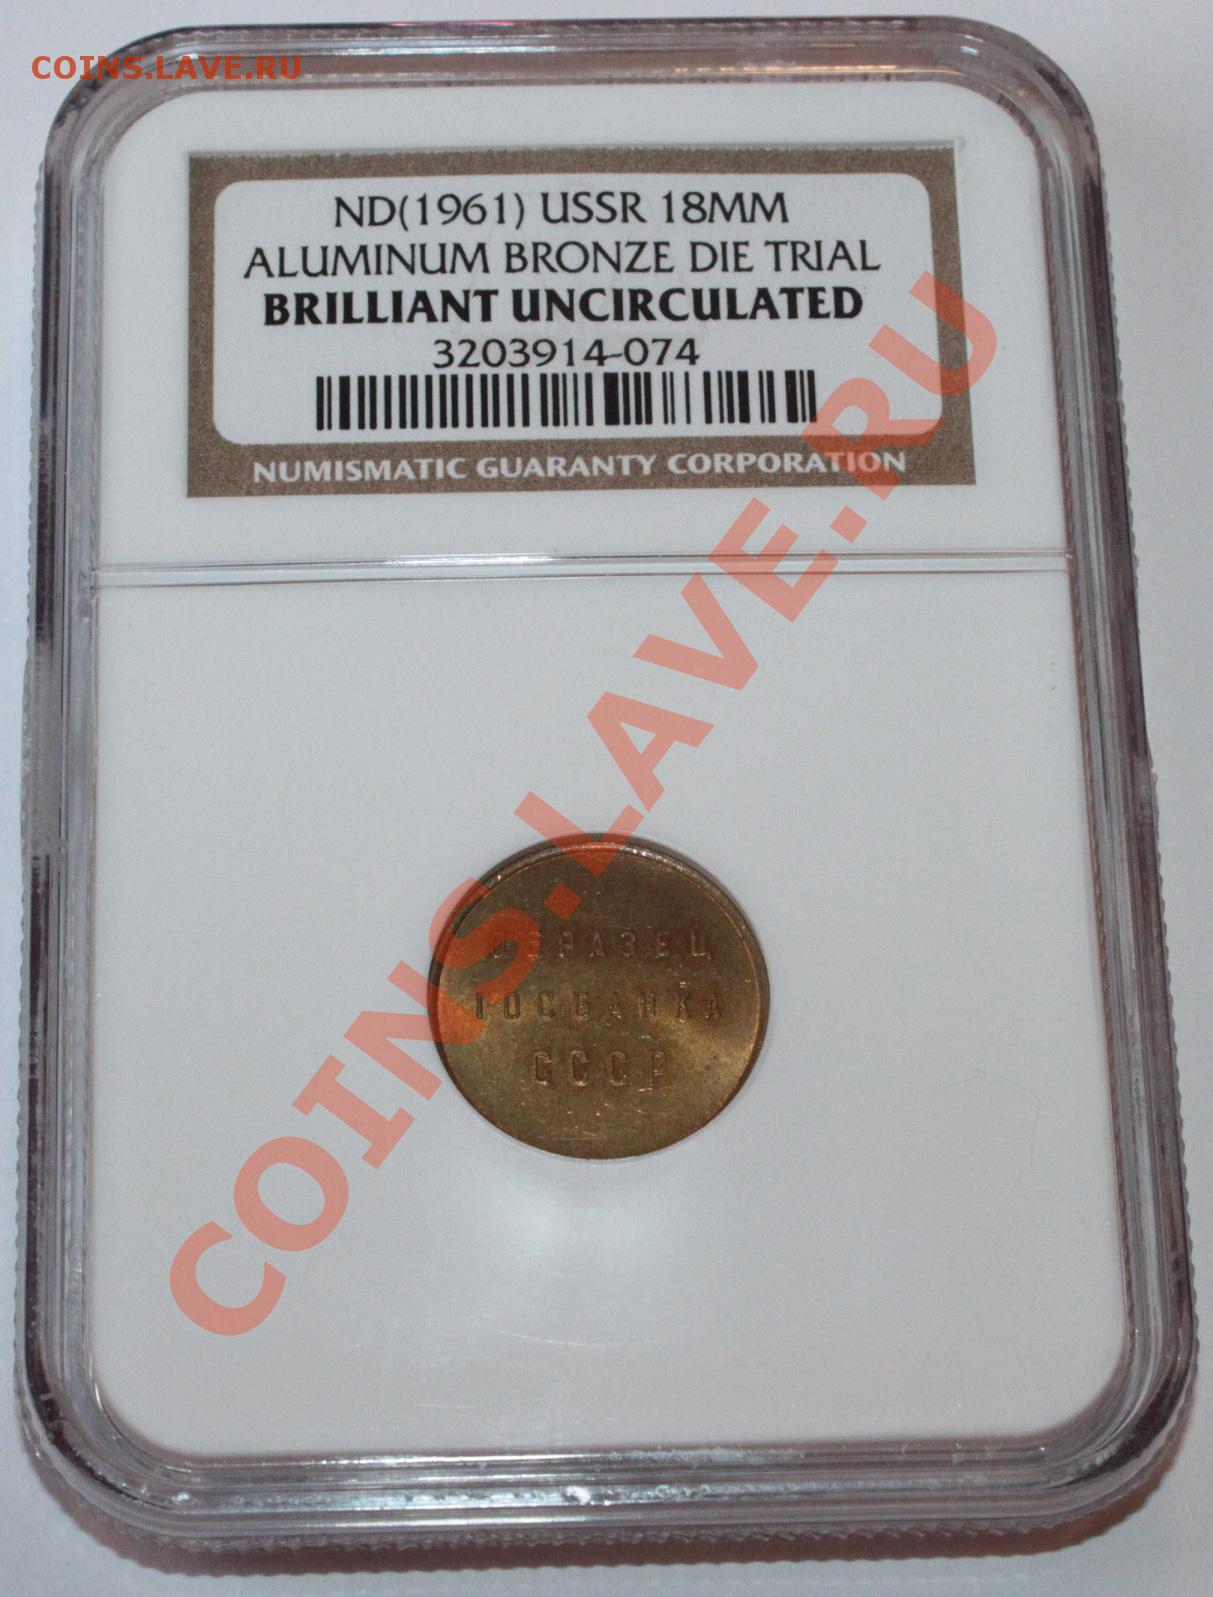 COINS.LAVE.RU
ND(1961) USSR 18MM
ALUMINUM BRONZE DIE TRIAL
BRILLIANT UNCIRCULATED
3203914-074
NUMISMATIC GUARANTY CORPORATION
COINS.LAVE.RU
ОБРАЗЕЦ
ГОСБАНКА
СССР